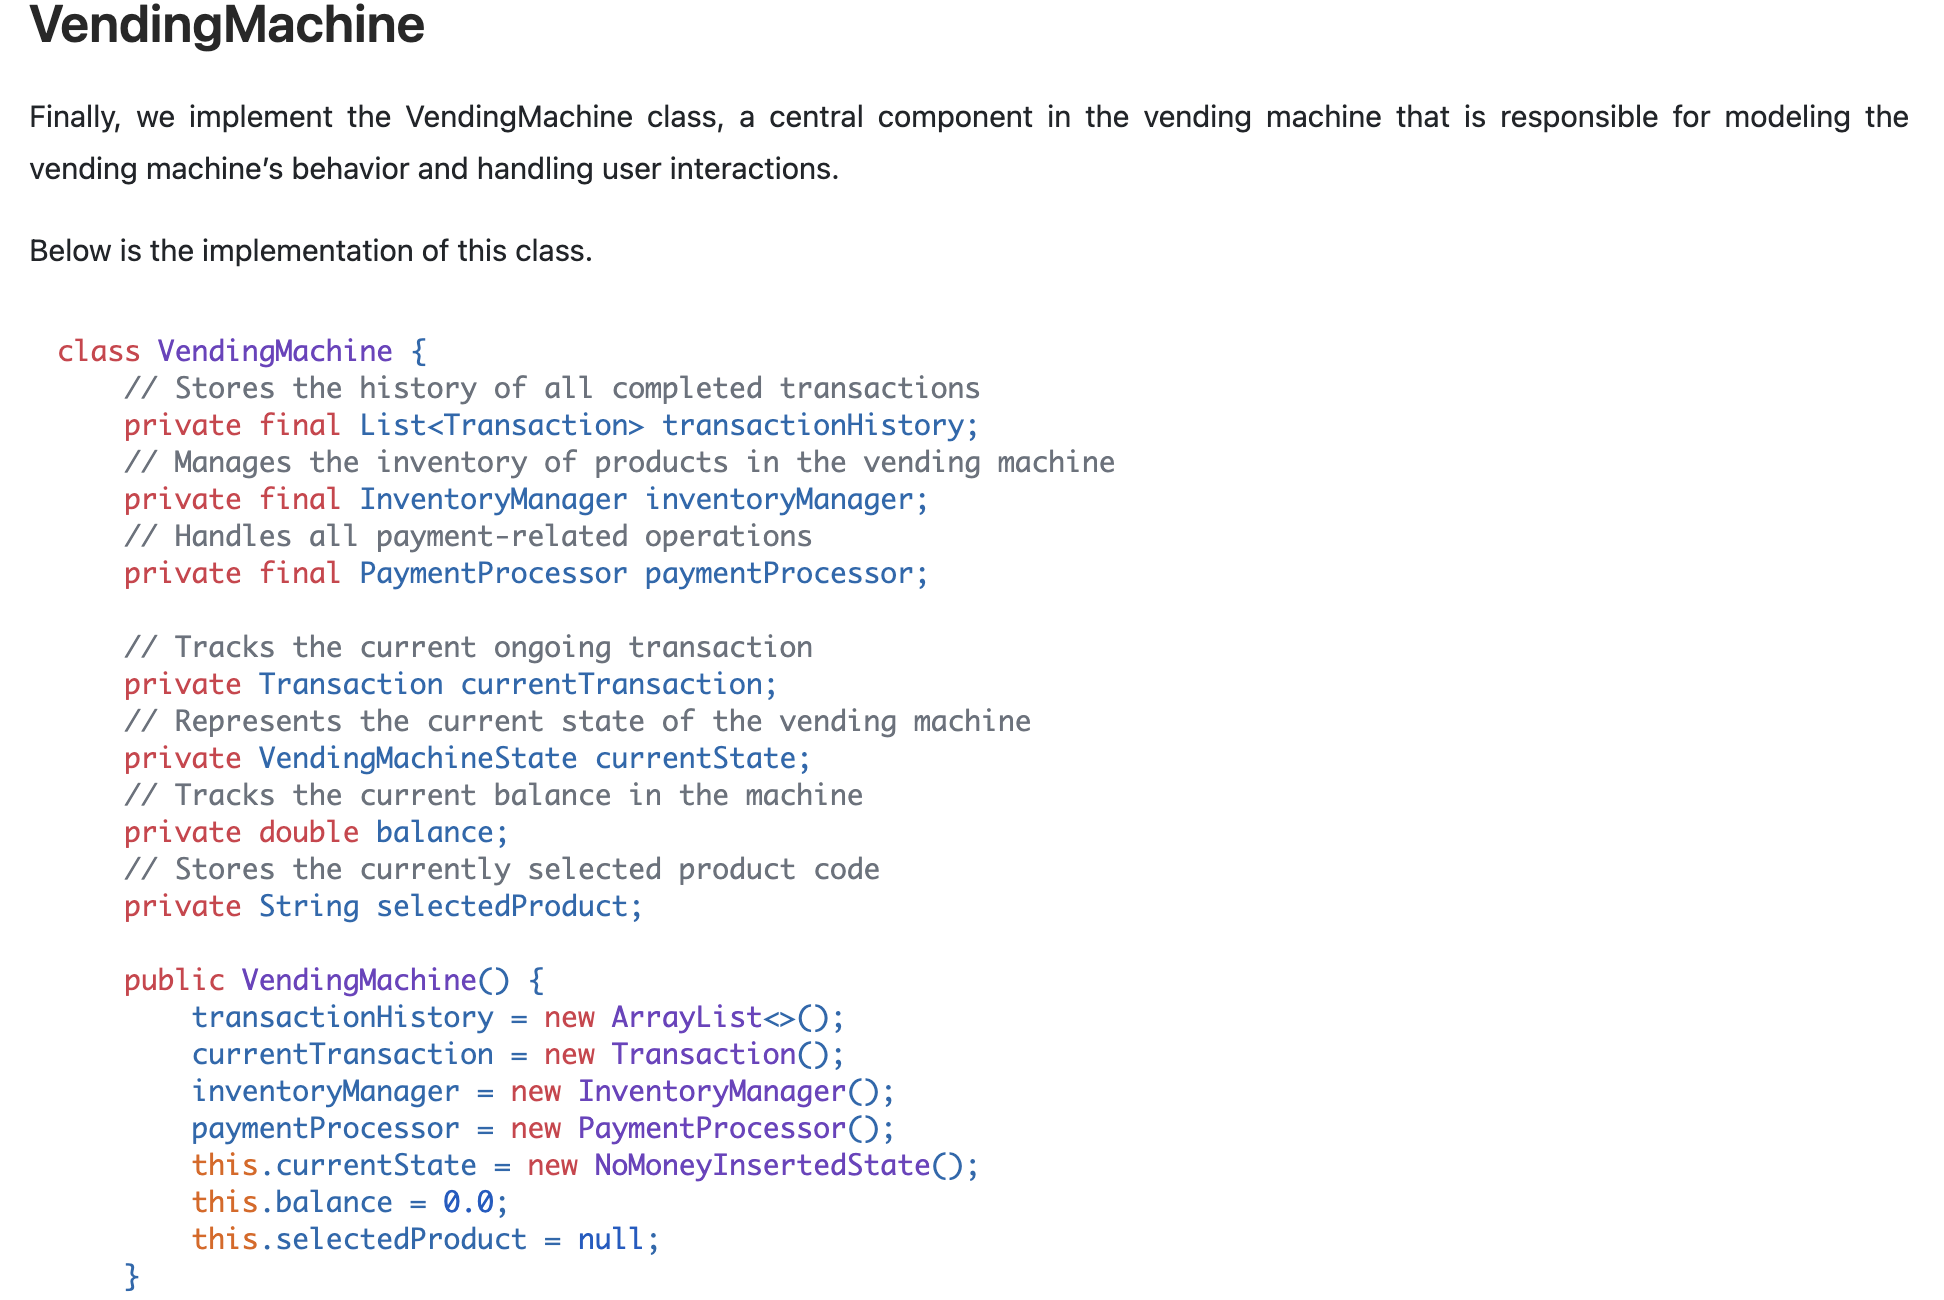 VendingMachine
Finally, we implement the VendingMachine class, a central component in the vending machine that is responsible for modeling the
vending machine’s behavior and handling user interactions.
Below is the implementation of this class.
class VendingMachine {
    // Stores the history of all completed transactions
    private final List<Transaction> transactionHistory;
    // Manages the inventory of products in the vending machine
    private final InventoryManager inventoryManager;
    // Handles all payment-related operations
    private final PaymentProcessor paymentProcessor;
    // Tracks the current ongoing transaction
    private Transaction currentTransaction;
    // Represents the current state of the vending machine
    private VendingMachineState currentState;
    // Tracks the current balance in the machine
    private double balance;
    // Stores the currently selected product code
    private String selectedProduct;
    public VendingMachine() {
        transactionHistory = new ArrayList<>();
        currentTransaction = new Transaction();
        inventoryManager = new InventoryManager();
        paymentProcessor = new PaymentProcessor();
        this.currentState = new NoMoneyInsertedState();
        this.balance = 0.0;
        this.selectedProduct = null;
    }